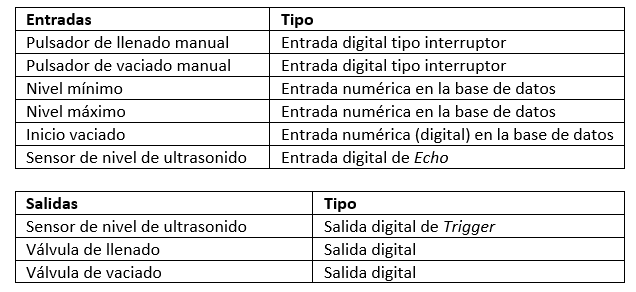 Entradas Tipo
Pulsador de llenado manual Entrada digital tipo interruptor
Pulsador de vaciado manual Entrada digital tipo interruptor
Nivel mínimo Entrada numérica en la base de datos
Nivel máximo Entrada numérica en la base de datos
Inicio vaciado Entrada numérica (digital) en la base de datos
Sensor de nivel de ultrasonido Entrada digital de Echo
Salidas Tipo
Sensor de nivel de ultrasonido Salida digital de Trigger
Válvula de llenado Salida digital
Válvula de vaciado Salida digital